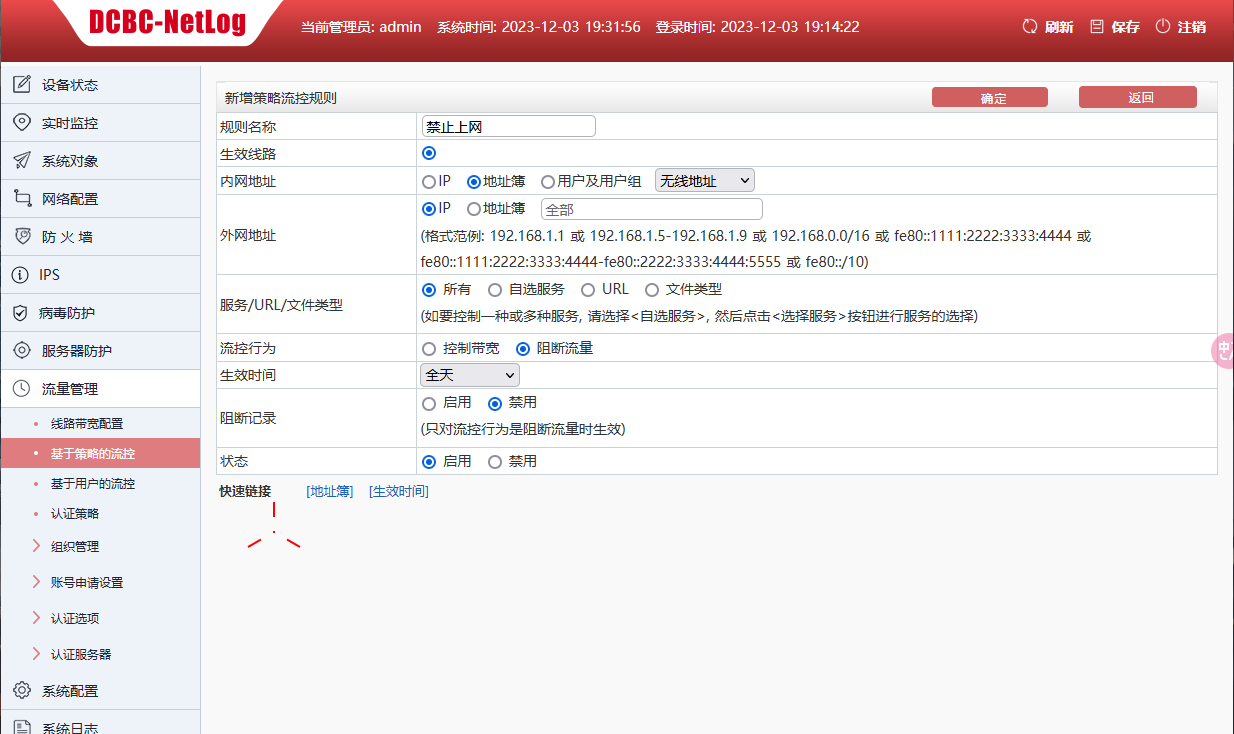 DCBC-NetLog 当前管理员: admin 系统时间: 2023-12-03 19:31:56 登录时间: 2023-12-03 19:14:22 刷新 保存 注销
设备状态
实时监控
系统对象
网络配置
防 火 墙
IPS
病毒防护
服务器防护
流量管理
线路带宽配置
基于策略的流控
基于用户的流控
认证策略
组织管理
账号申请设置
认证选项
认证服务器
系统配置
系统日志
新增策略流控规则 确定 返回
规则名称 禁止上网
生效线路
内网地址 IP 地址簿 用户及用户组 无线地址
外网地址 IP 地址簿 全部
(格式范例: 192.168.1.1 或 192.168.1.5-192.168.1.9 或 192.168.0.0/16 或 fe80::1111:2222:3333:4444 或
fe80::1111:2222:3333:4444-fe80::2222:3333:4444:5555 或 fe80::/10)
服务/URL/文件类型 所有 自选服务 URL 文件类型
(如要控制一种或多种服务, 请选择<自选服务>, 然后点击<选择服务>按钮进行服务的选择)
流控行为 控制带宽 阻断流量
生效时间 全天
阻断记录 启用 禁用
(只对流控行为是阻断流量时生效)
状态 启用 禁用
快速链接 [地址簿] [生效时间]
中